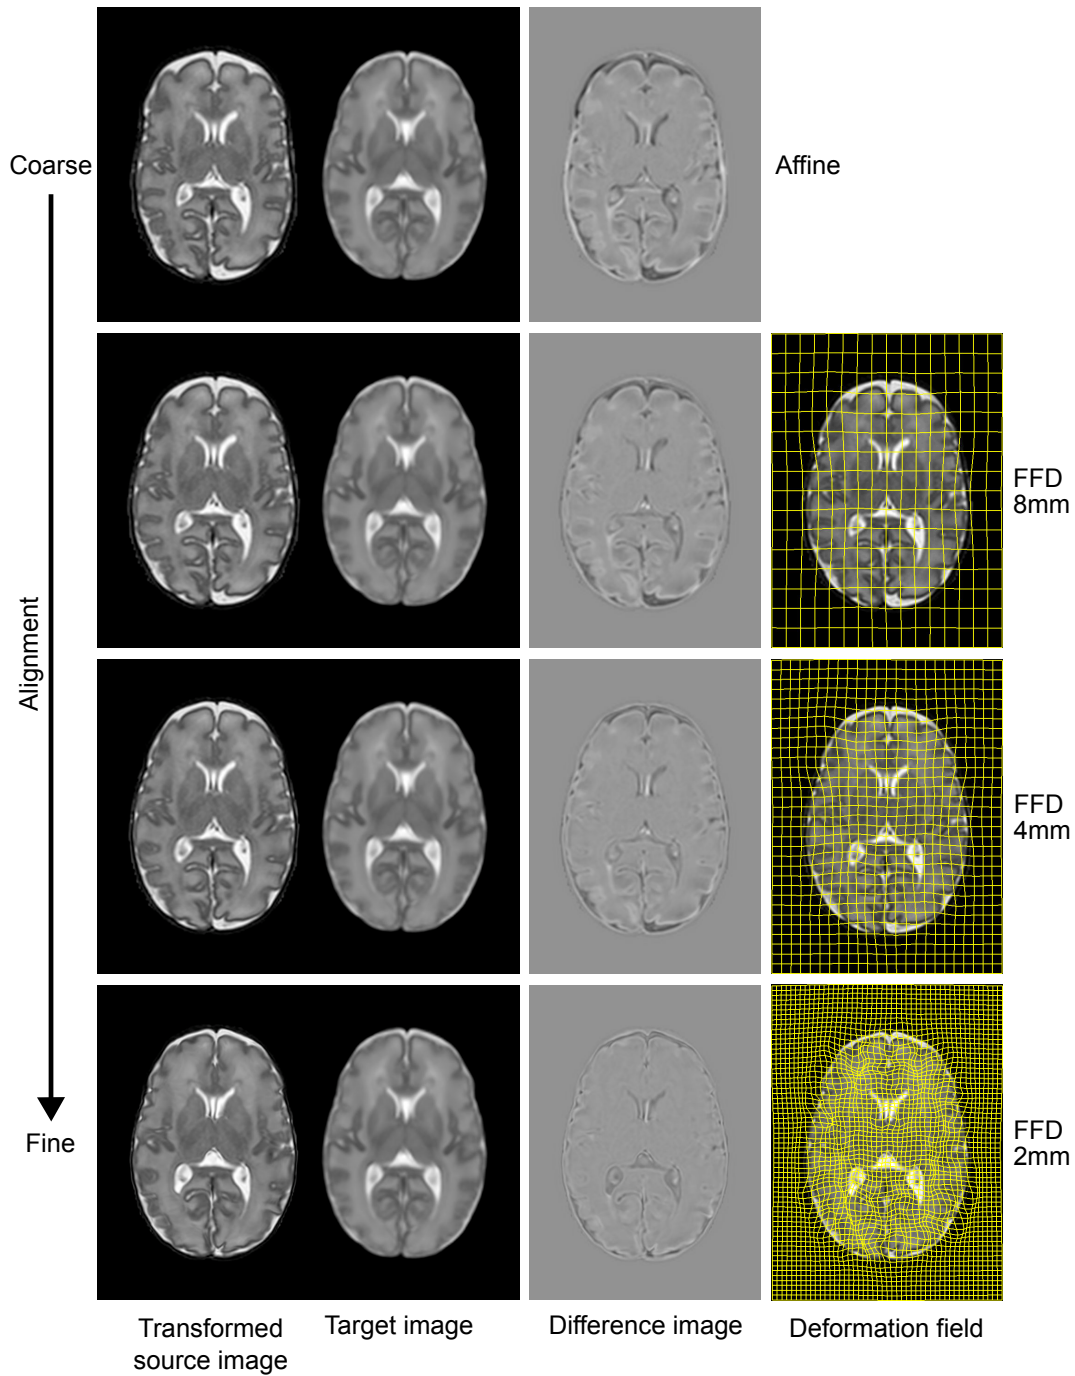 Coarse
Affine
FFD
8mm
Alignment
FFD
4mm
Fine
FFD
2mm
Transformed
source image
Target image
Difference image
Deformation field